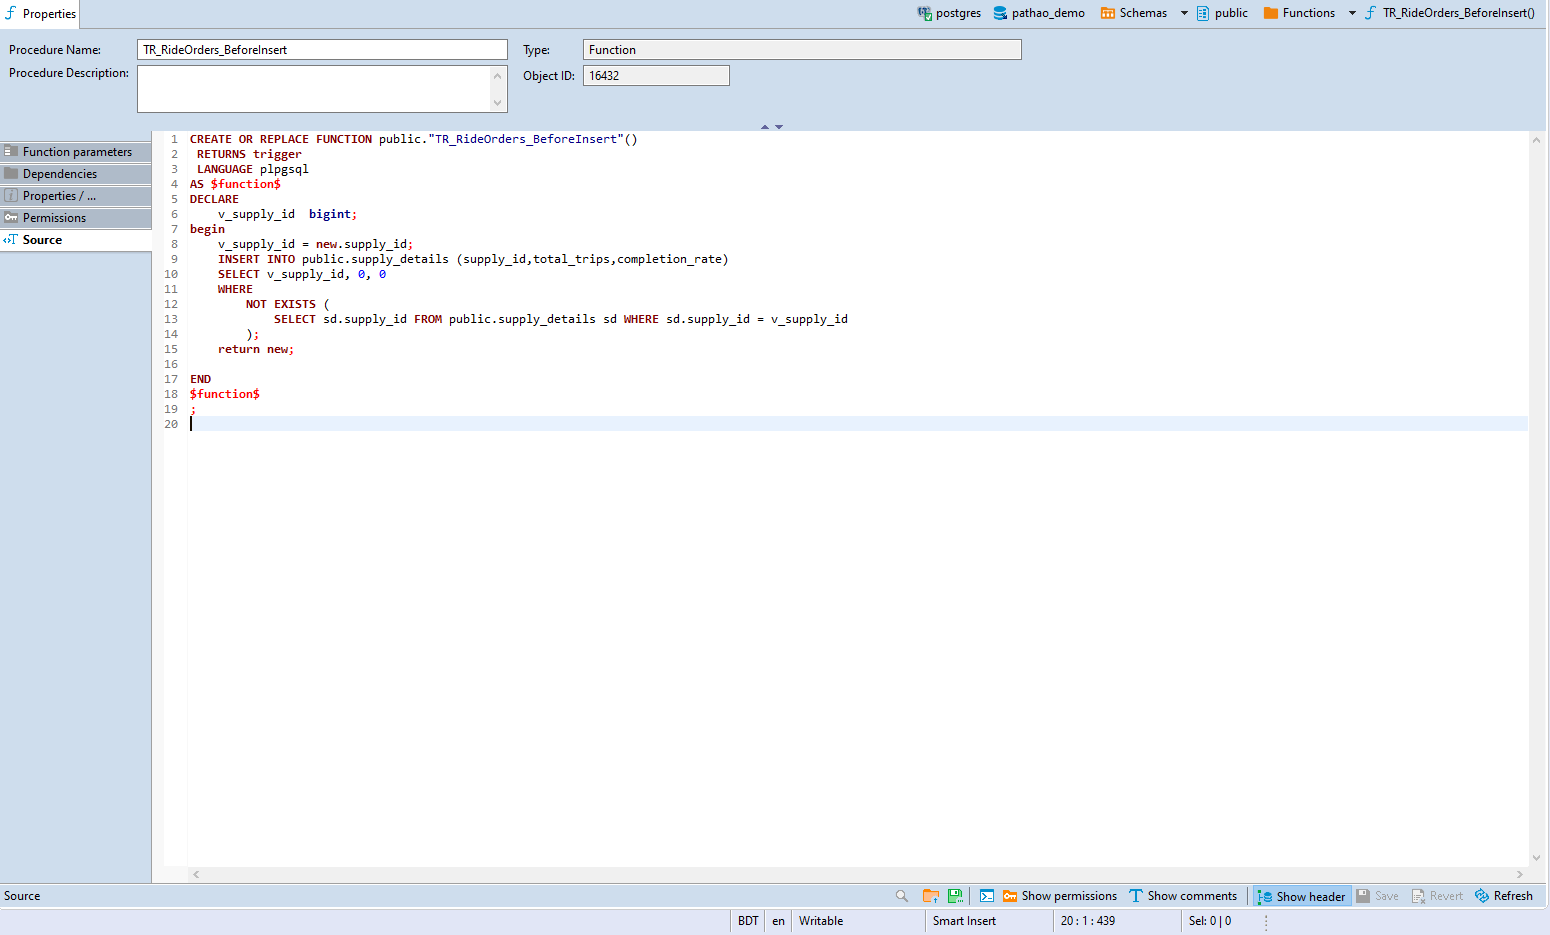 Properties
postgres pathao_demo Schemas public Functions TR_RideOrders_BeforeInsert()
Procedure Name: TR_RideOrders_BeforeInsert Type: Function
Procedure Description: Object ID: 16432
Function parameters
Dependencies
Properties / ...
Permissions
Source
1 CREATE OR REPLACE FUNCTION public."TR_RideOrders_BeforeInsert"()
2 RETURNS trigger
3 LANGUAGE plpgsql
4 AS $function$
5 DECLARE
6 v_supply_id bigint;
7 begin
8 v_supply_id = new.supply_id;
9 INSERT INTO public.supply_details (supply_id,total_trips,completion_rate)
10 SELECT v_supply_id, 0, 0
11 WHERE
12 NOT EXISTS (
13 SELECT sd.supply_id FROM public.supply_details sd WHERE sd.supply_id = v_supply_id
14 );
15 return new;
16
17 END
18 $function$
19 ;
20
Source Show permissions Show comments Show header Save Revert Refresh
BDT en Writable Smart Insert 20 : 1 : 439 Sel: 0 | 0